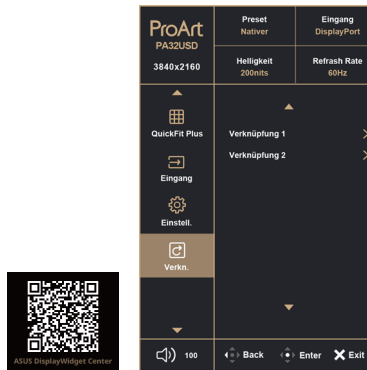 ProArt
PA32USD
3840x2160
Preset
Nativer
Eingang
DisplayPort
Helligkeit
200nits
Refrash Rate
60Hz
QuickFit Plus
Eingang
Einstell.
Verkn.
Verknüpfung 1
Verknüpfung 2
100
Back
Enter
Exit
ASUS DisplayWidget Center